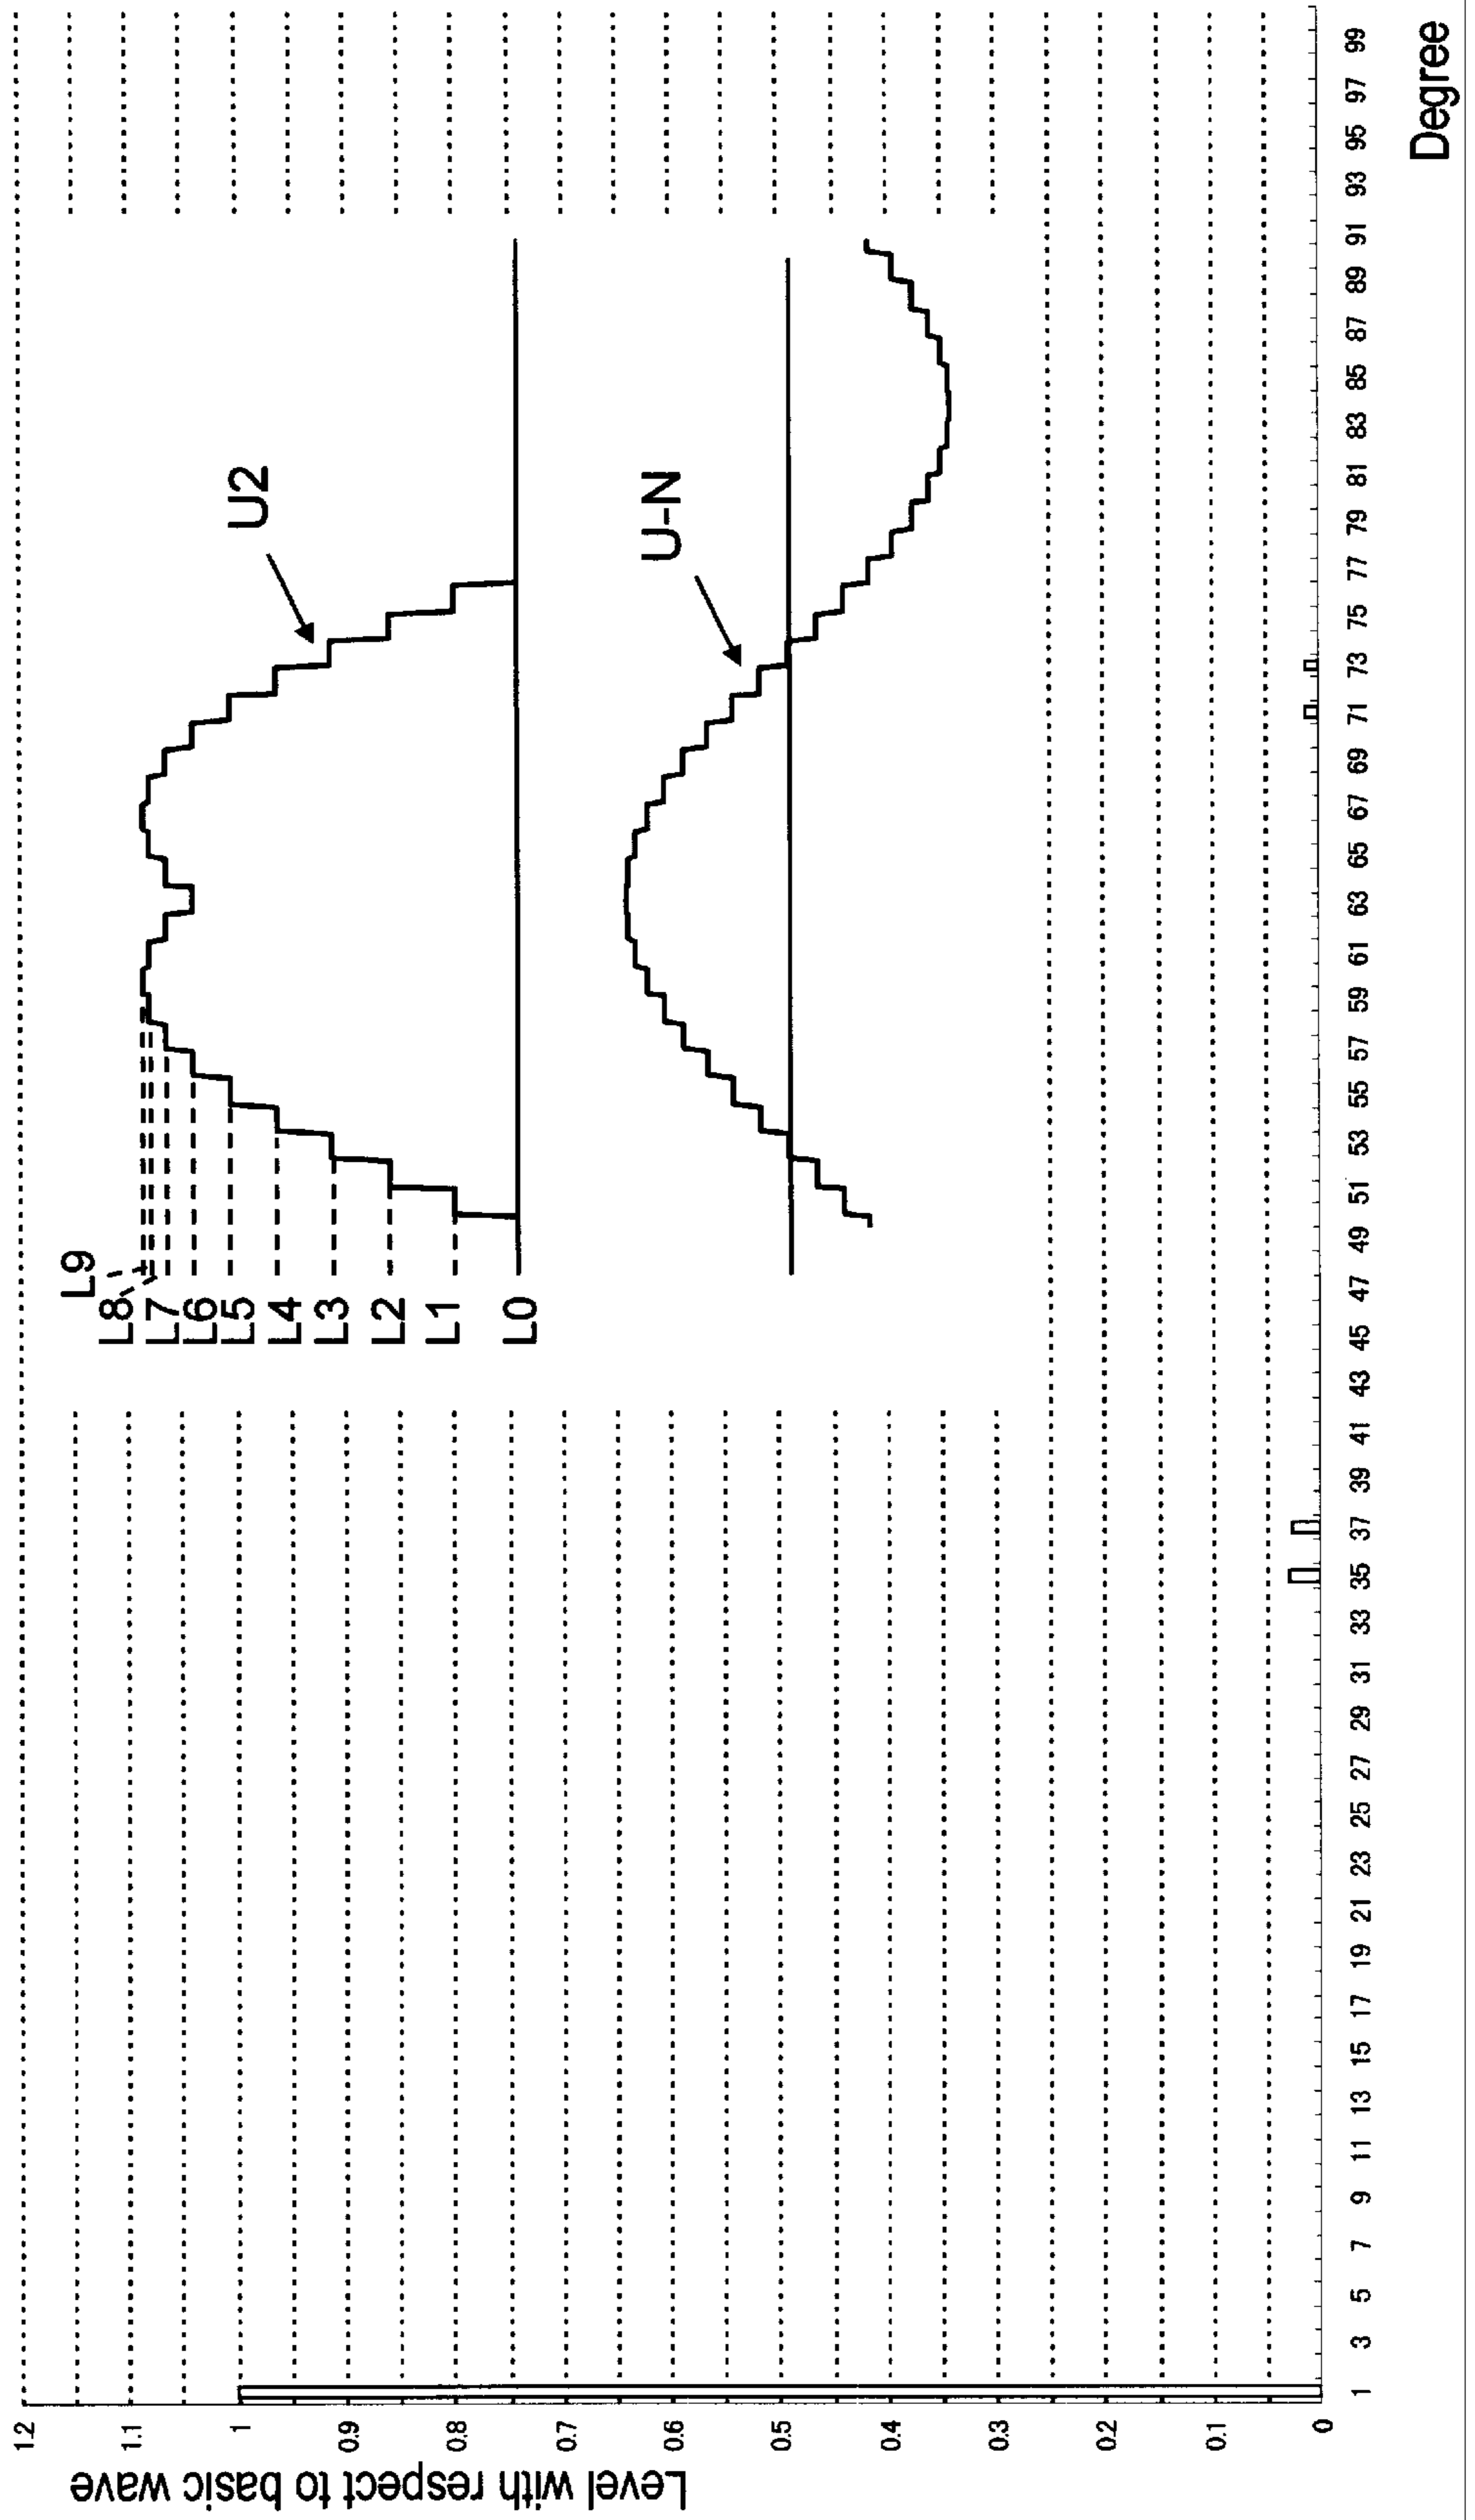 Level with respect to basic wave
1.2
1.1
1
0.9
0.8
0.7
0.6
0.5
0.4
0.3
0.2
0.1
0
L9
L8
L7
L6
L5
L4
L3
L2
L1
L0
U2
U-N
1 3 5 7 9 11 13 15 17 19 21 23 25 27 29 31 33 35 37 39 41 43 45 47 49 51 53 55 57 59 61 63 65 67 69 71 73 75 77 79 81 83 85 87 89 91 93 95 97 99
Degree